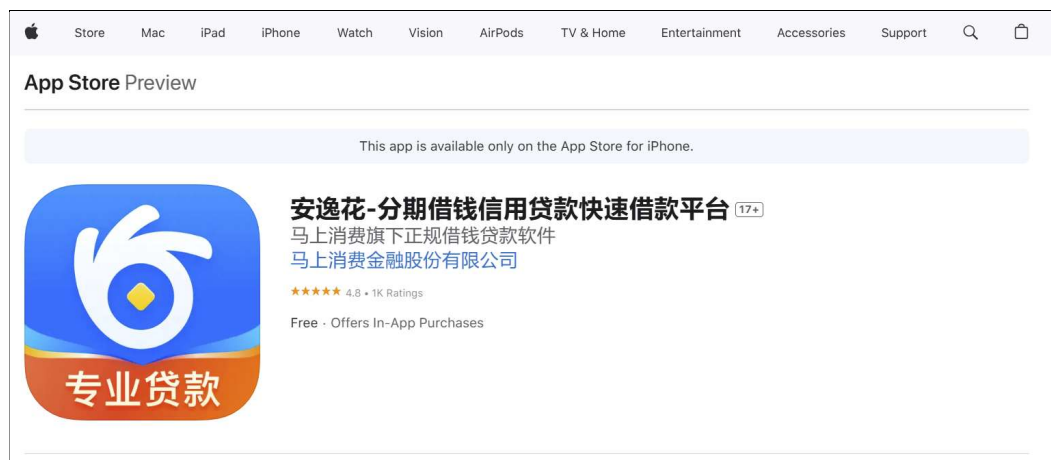 Store Mac iPad iPhone Watch Vision AirPods TV & Home Entertainment Accessories Support
App Store Preview
This app is available only on the App Store for iPhone.
安逸花-分期借钱信用贷款快速借款平台 17+
马上消费旗下正规借钱贷款软件
马上消费金融股份有限公司
★★★★★ 4.8 • 1K Ratings
Free · Offers In-App Purchases
专业贷款